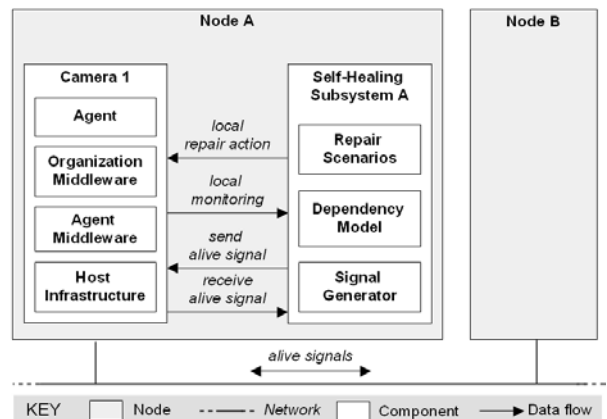 Node A
Node B
Camera 1
Agent
Organization
Middleware
Agent
Middleware
Host
Infrastructure
local
repair action
local
monitoring
send
alive signal
receive
alive signal
Self-Healing
Subsystem A
Repair
Scenarios
Dependency
Model
Signal
Generator
alive signals
KEY
Node
Network
Component
Data flow